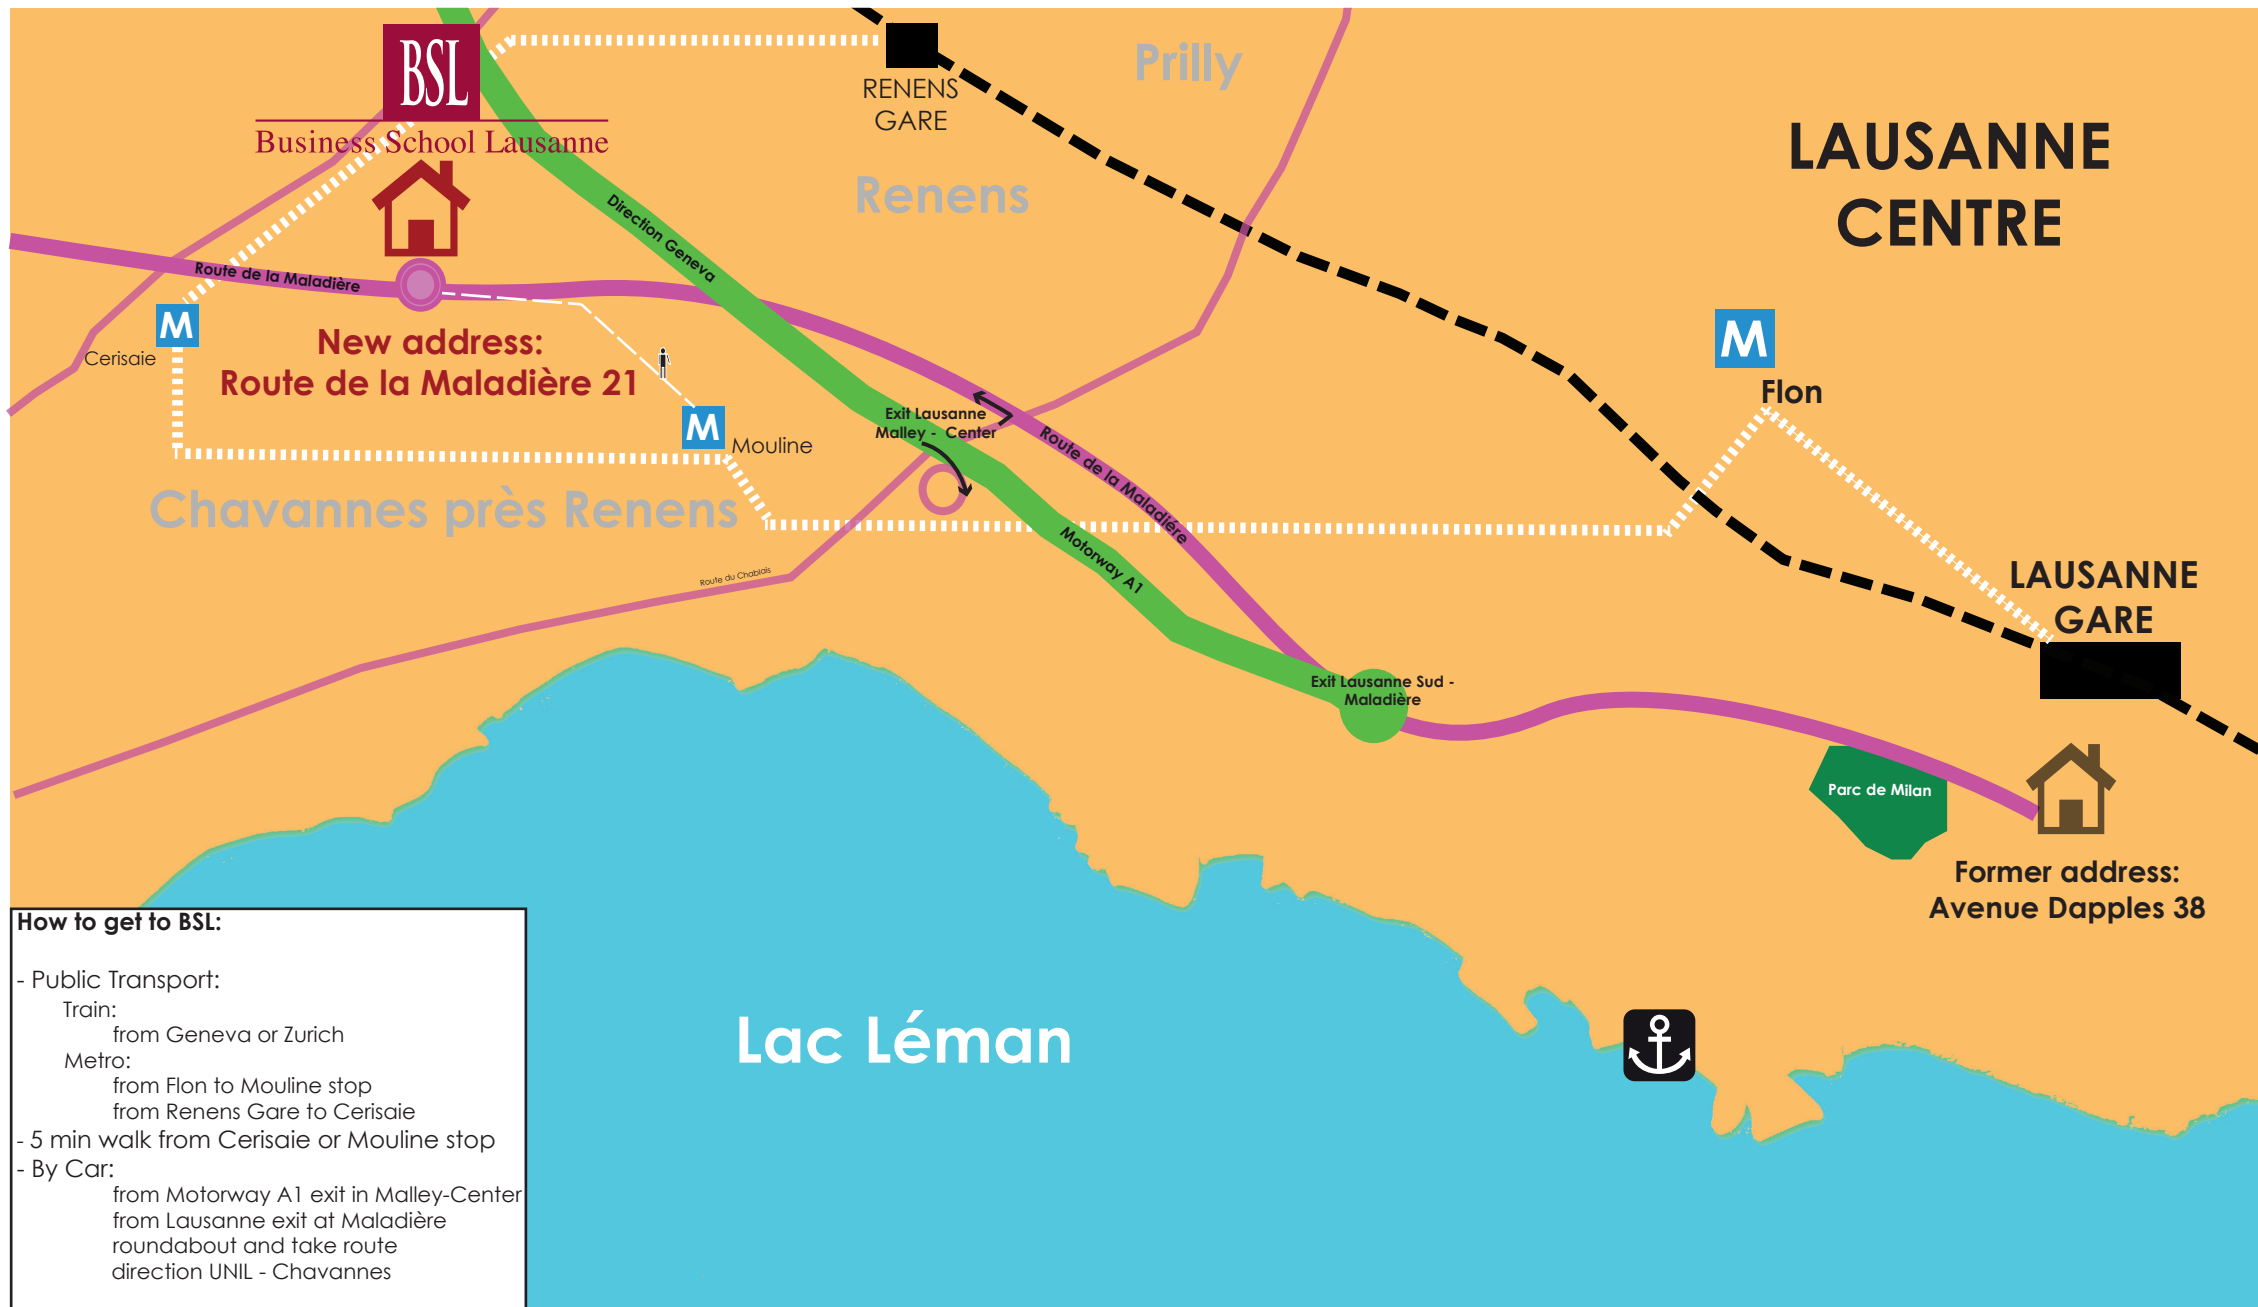 BSL
Business School Lausanne
RENENS
GARE
Prilly
Renens
LAUSANNE
CENTRE
Direction Geneva
Route de la Maladière
M
Cerisaie
New address:
Route de la Maladière 21
M
Mouline
Exit Lausanne
Malley - Center
Route de la Maladière
M
Flon
Chavannes près Renens
Motorway A1
Route du Chablais
LAUSANNE
GARE
Exit Lausanne Sud -
Maladière
Parc de Milan
Former address:
Avenue Dapples 38
Lac Léman
How to get to BSL:
- Public Transport:
Train:
from Geneva or Zurich
Metro:
from Flon to Mouline stop
from Renens Gare to Cerisaie
- 5 min walk from Cerisaie or Mouline stop
- By Car:
from Motorway A1 exit in Malley-Center
from Lausanne exit at Maladière
roundabout and take route
direction UNIL - Chavannes